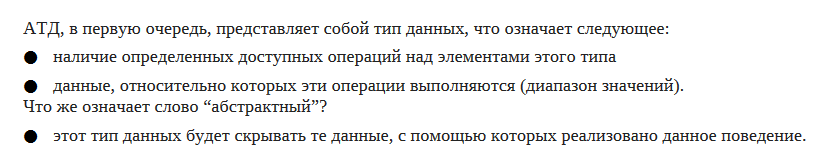 АТД, в первую очередь, представляет собой тип данных, что означает следующее:
● наличие определенных доступных операций над элементами этого типа
● данные, относительно которых эти операции выполняются (диапазон значений).
Что же означает слово “абстрактный”?
● этот тип данных будет скрывать те данные, с помощью которых реализовано данное поведение.